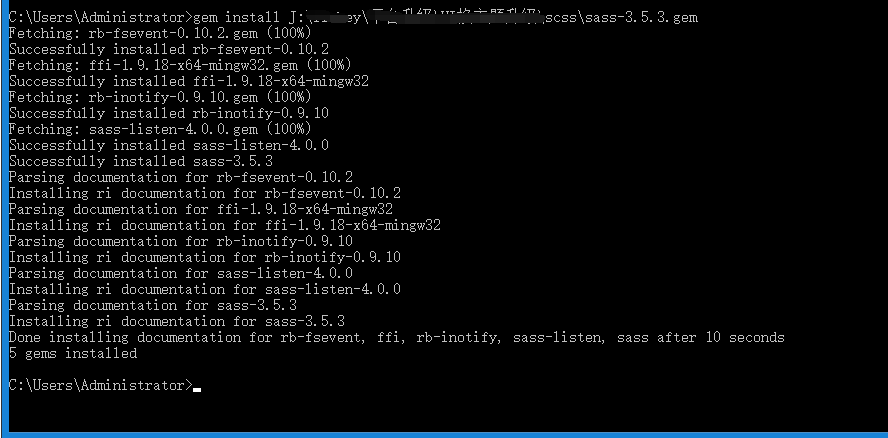 C:\Users\Administrator>gem install J:\ \scss\sass-3.5.3.gem
Fetching: rb-fsevent-0.10.2.gem (100%)
Successfully installed rb-fsevent-0.10.2
Fetching: ffi-1.9.18-x64-mingw32.gem (100%)
Successfully installed ffi-1.9.18-x64-mingw32
Fetching: rb-inotify-0.9.10.gem (100%)
Successfully installed rb-inotify-0.9.10
Fetching: sass-listen-4.0.0.gem (100%)
Successfully installed sass-listen-4.0.0
Successfully installed sass-3.5.3
Parsing documentation for rb-fsevent-0.10.2
Installing ri documentation for rb-fsevent-0.10.2
Parsing documentation for ffi-1.9.18-x64-mingw32
Installing ri documentation for ffi-1.9.18-x64-mingw32
Parsing documentation for rb-inotify-0.9.10
Installing ri documentation for rb-inotify-0.9.10
Parsing documentation for sass-listen-4.0.0
Installing ri documentation for sass-listen-4.0.0
Parsing documentation for sass-3.5.3
Installing ri documentation for sass-3.5.3
Done installing documentation for rb-fsevent, ffi, rb-inotify, sass-listen, sass after 10 seconds
5 gems installed
C:\Users\Administrator>